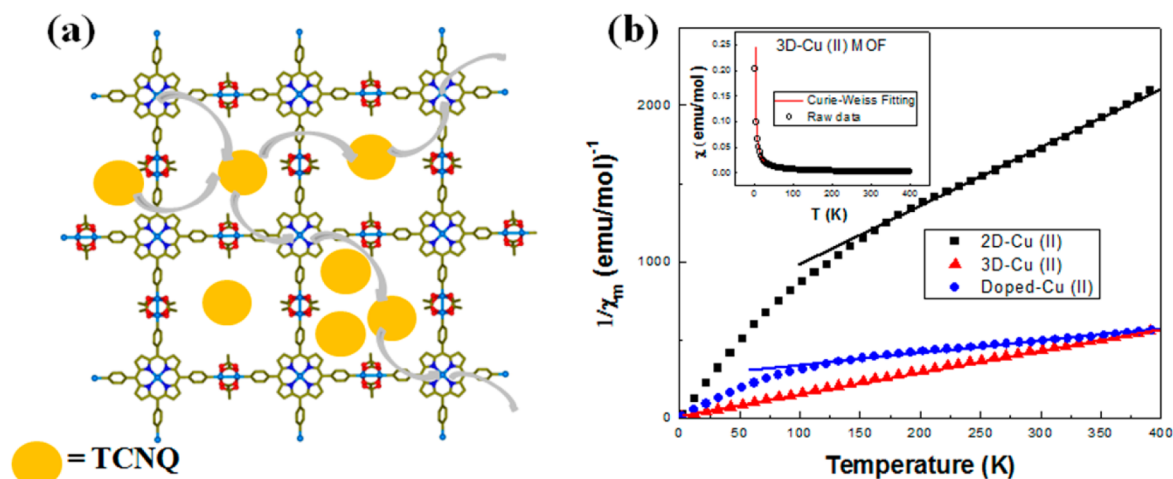 (a)
= TCNQ
(b)
1/χm (emu/mol)⁻¹
2000
1000
0
0 50 100 150 200 250 300 350 400
Temperature (K)
2D-Cu (II)
3D-Cu (II)
Doped-Cu (II)
3D-Cu (II) MOF
χ ( emu/mol)
0.25
0.20
0.15
0.10
0.05
0.00
Curie-Weiss Fitting
Raw data
0 100 200 300 400
T (K)